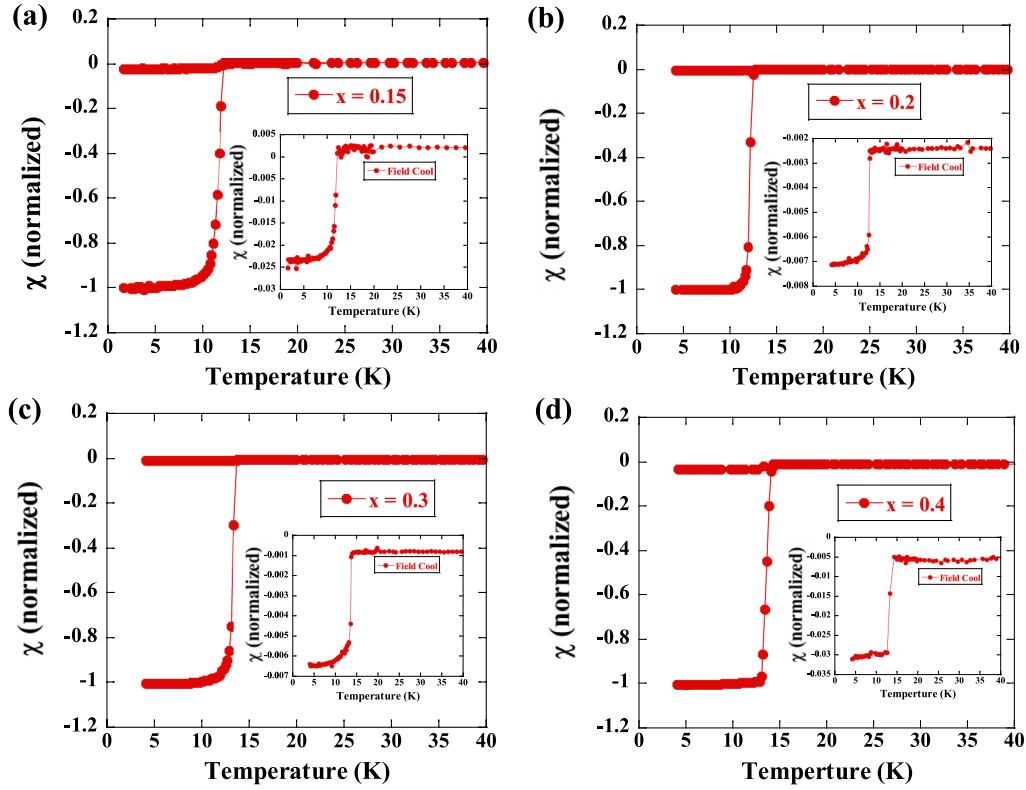 (a)
0.2
0
-0.2
-0.4
-0.6
-0.8
-1
-1.2
χ (normalized)
x = 0.15
0.005
0
-0.005
-0.01
-0.015
-0.02
-0.025
-0.03
χ (normalized)
Field Cool
0 5 10 15 20 25 30 35 40
Temperature (K)
0 5 10 15 20 25 30 35 40
Temperature (K)
(b)
0.2
0
-0.2
-0.4
-0.6
-0.8
-1
-1.2
χ (normalized)
x = 0.2
-0.002
-0.003
-0.004
-0.005
-0.006
-0.007
-0.008
χ (normalized)
Field Cool
0 5 10 15 20 25 30 35 40
Temperature (K)
0 5 10 15 20 25 30 35 40
Temperature (K)
(c)
0.2
0
-0.2
-0.4
-0.6
-0.8
-1
-1.2
χ (normalized)
x = 0.3
0
-0.001
-0.002
-0.003
-0.004
-0.005
-0.006
-0.007
χ (normalized)
Field Cool
0 5 10 15 20 25 30 35 40
Temperature (K)
0 5 10 15 20 25 30 35 40
Temperature (K)
(d)
0.2
0
-0.2
-0.4
-0.6
-0.8
-1
-1.2
χ (normalized)
x = 0.4
0
-0.005
-0.01
-0.015
-0.02
-0.025
-0.03
-0.035
χ (normalized)
Field Cool
0 5 10 15 20 25 30 35 40
Temperture (K)
0 5 10 15 20 25 30 35 40
Temperture (K)